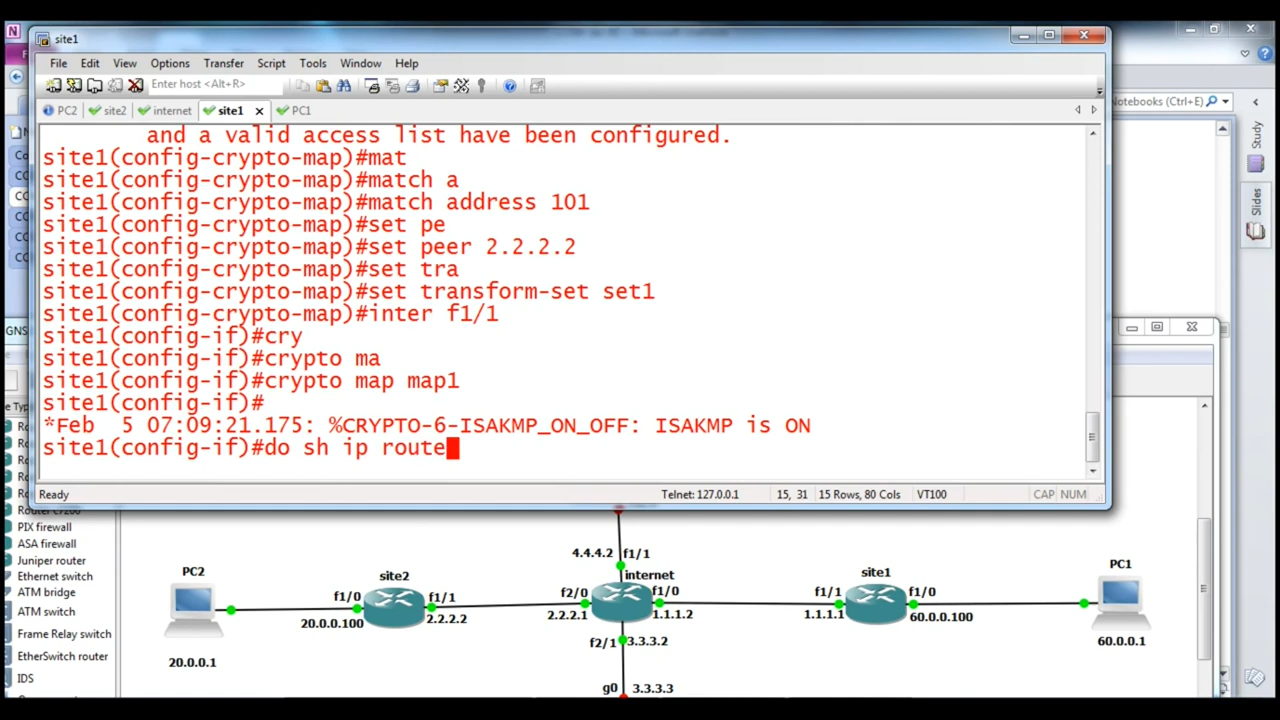 site1
File Edit View Options Transfer Script Tools Window Help
Enter host <Alt+R>
PC2 site2 internet site1 x PC1
Notebooks (Ctrl+E)
and a valid access list have been configured.
site1(config-crypto-map)#mat
site1(config-crypto-map)#match a
site1(config-crypto-map)#match address 101
site1(config-crypto-map)#set pe
site1(config-crypto-map)#set peer 2.2.2.2
site1(config-crypto-map)#set tra
site1(config-crypto-map)#set transform-set set1
site1(config-crypto-map)#inter f1/1
site1(config-if)#cry
site1(config-if)#crypto ma
site1(config-if)#crypto map map1
site1(config-if)#
*Feb  5 07:09:21.175: %CRYPTO-6-ISAKMP_ON_OFF: ISAKMP is ON
site1(config-if)#do sh ip route
Ready Telnet: 127.0.0.1 15, 31 15 Rows, 80 Cols VT100 CAP NUM
Study
Slides
GNS
e Type
Router c7200
PIX firewall
ASA firewall
Juniper router
Ethernet switch
ATM bridge
ATM switch
Frame Relay switch
EtherSwitch router
IDS
4.4.4.2 f1/1
PC2 site2 internet site1 PC1
f1/0 f1/1 f2/0 f1/0 f1/1 f1/0
20.0.0.100 2.2.2.2 2.2.2.1 1.1.1.2 1.1.1.1 60.0.0.100
f2/1 3.3.3.2
20.0.0.1 60.0.0.1
g0 3.3.3.3